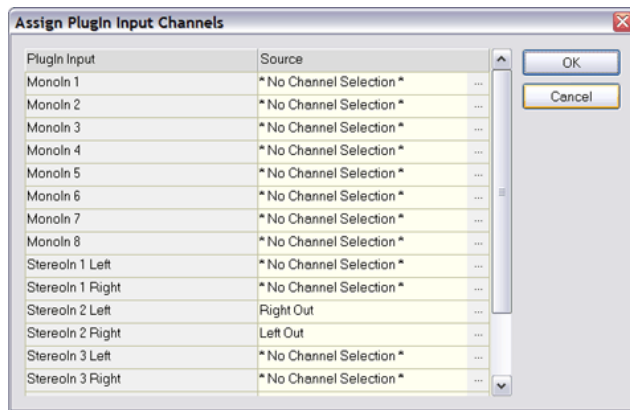 Assign PlugIn Input Channels
PlugIn Input Source
MonoIn 1 * No Channel Selection * ...
MonoIn 2 * No Channel Selection * ...
MonoIn 3 * No Channel Selection * ...
MonoIn 4 * No Channel Selection * ...
MonoIn 5 * No Channel Selection * ...
MonoIn 6 * No Channel Selection * ...
MonoIn 7 * No Channel Selection * ...
MonoIn 8 * No Channel Selection * ...
StereoIn 1 Left * No Channel Selection * ...
StereoIn 1 Right * No Channel Selection * ...
StereoIn 2 Left Right Out ...
StereoIn 2 Right Left Out ...
StereoIn 3 Left * No Channel Selection * ...
StereoIn 3 Right * No Channel Selection * ...
OK
Cancel